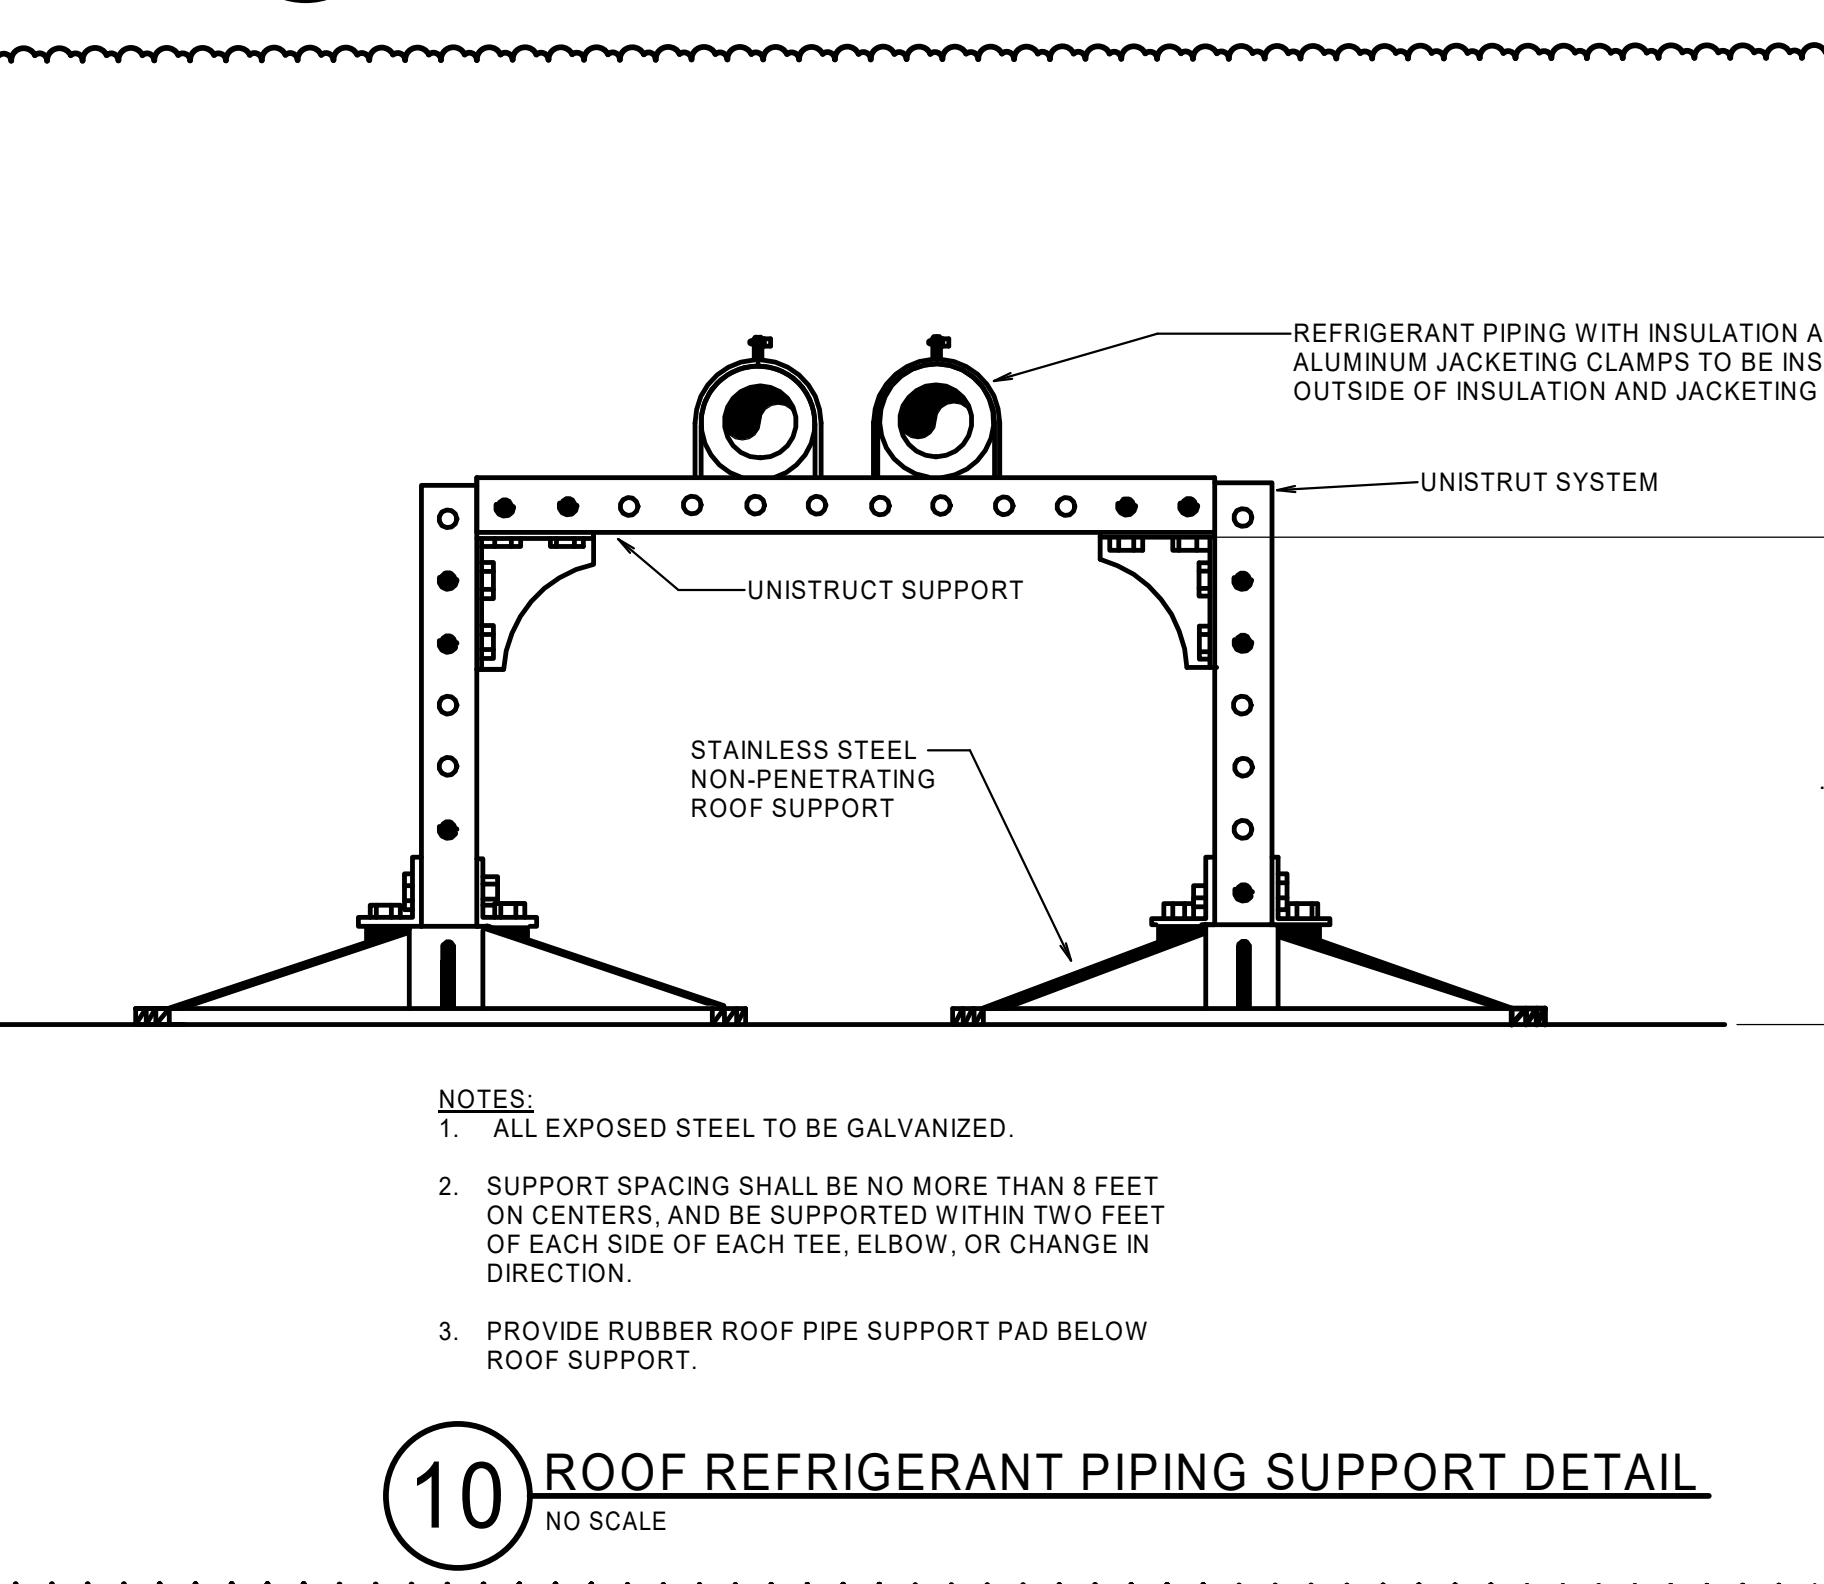 REFRIGERANT PIPING WITH INSULATION A
ALUMINUM JACKETING CLAMPS TO BE INS
OUTSIDE OF INSULATION AND JACKETING
UNISTRUT SYSTEM
UNISTRUCT SUPPORT
STAINLESS STEEL
NON-PENETRATING
ROOF SUPPORT
NOTES:
1. ALL EXPOSED STEEL TO BE GALVANIZED.
2. SUPPORT SPACING SHALL BE NO MORE THAN 8 FEET
ON CENTERS, AND BE SUPPORTED WITHIN TWO FEET
OF EACH SIDE OF EACH TEE, ELBOW, OR CHANGE IN
DIRECTION.
3. PROVIDE RUBBER ROOF PIPE SUPPORT PAD BELOW
ROOF SUPPORT.
10 ROOF REFRIGERANT PIPING SUPPORT DETAIL
NO SCALE